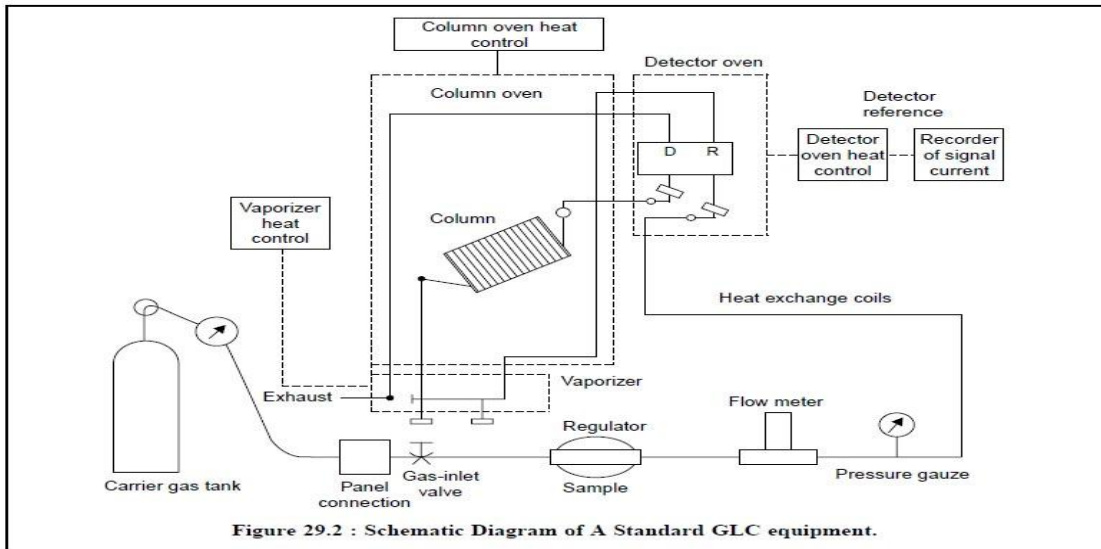 Column oven heat
control
Detector oven
Column oven
Detector
reference
D R
Detector
oven heat
control
Recorder
of signal
current
Vaporizer
heat
control
Column
Heat exchange coils
Vaporizer
Exhaust
Flow meter
Regulator
Gas-inlet
valve
Sample
Pressure gauze
Carrier gas tank
Panel
connection
Figure 29.2 : Schematic Diagram of A Standard GLC equipment.